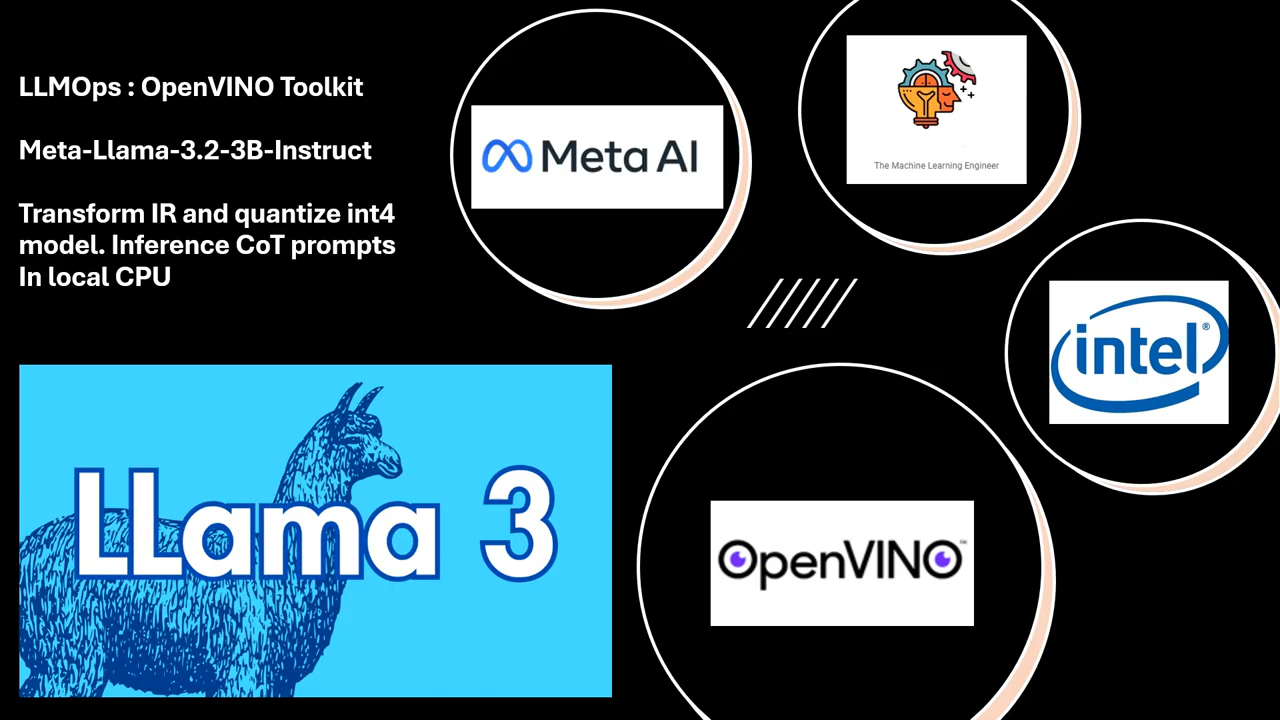 LLMOps : OpenVINO Toolkit
Meta-Llama-3.2-3B-Instruct
Transform IR and quantize int4
model. Inference CoT prompts
In local CPU
Meta AI
The Machine Learning Engineer
intel®
OpenVINO™
LLama 3